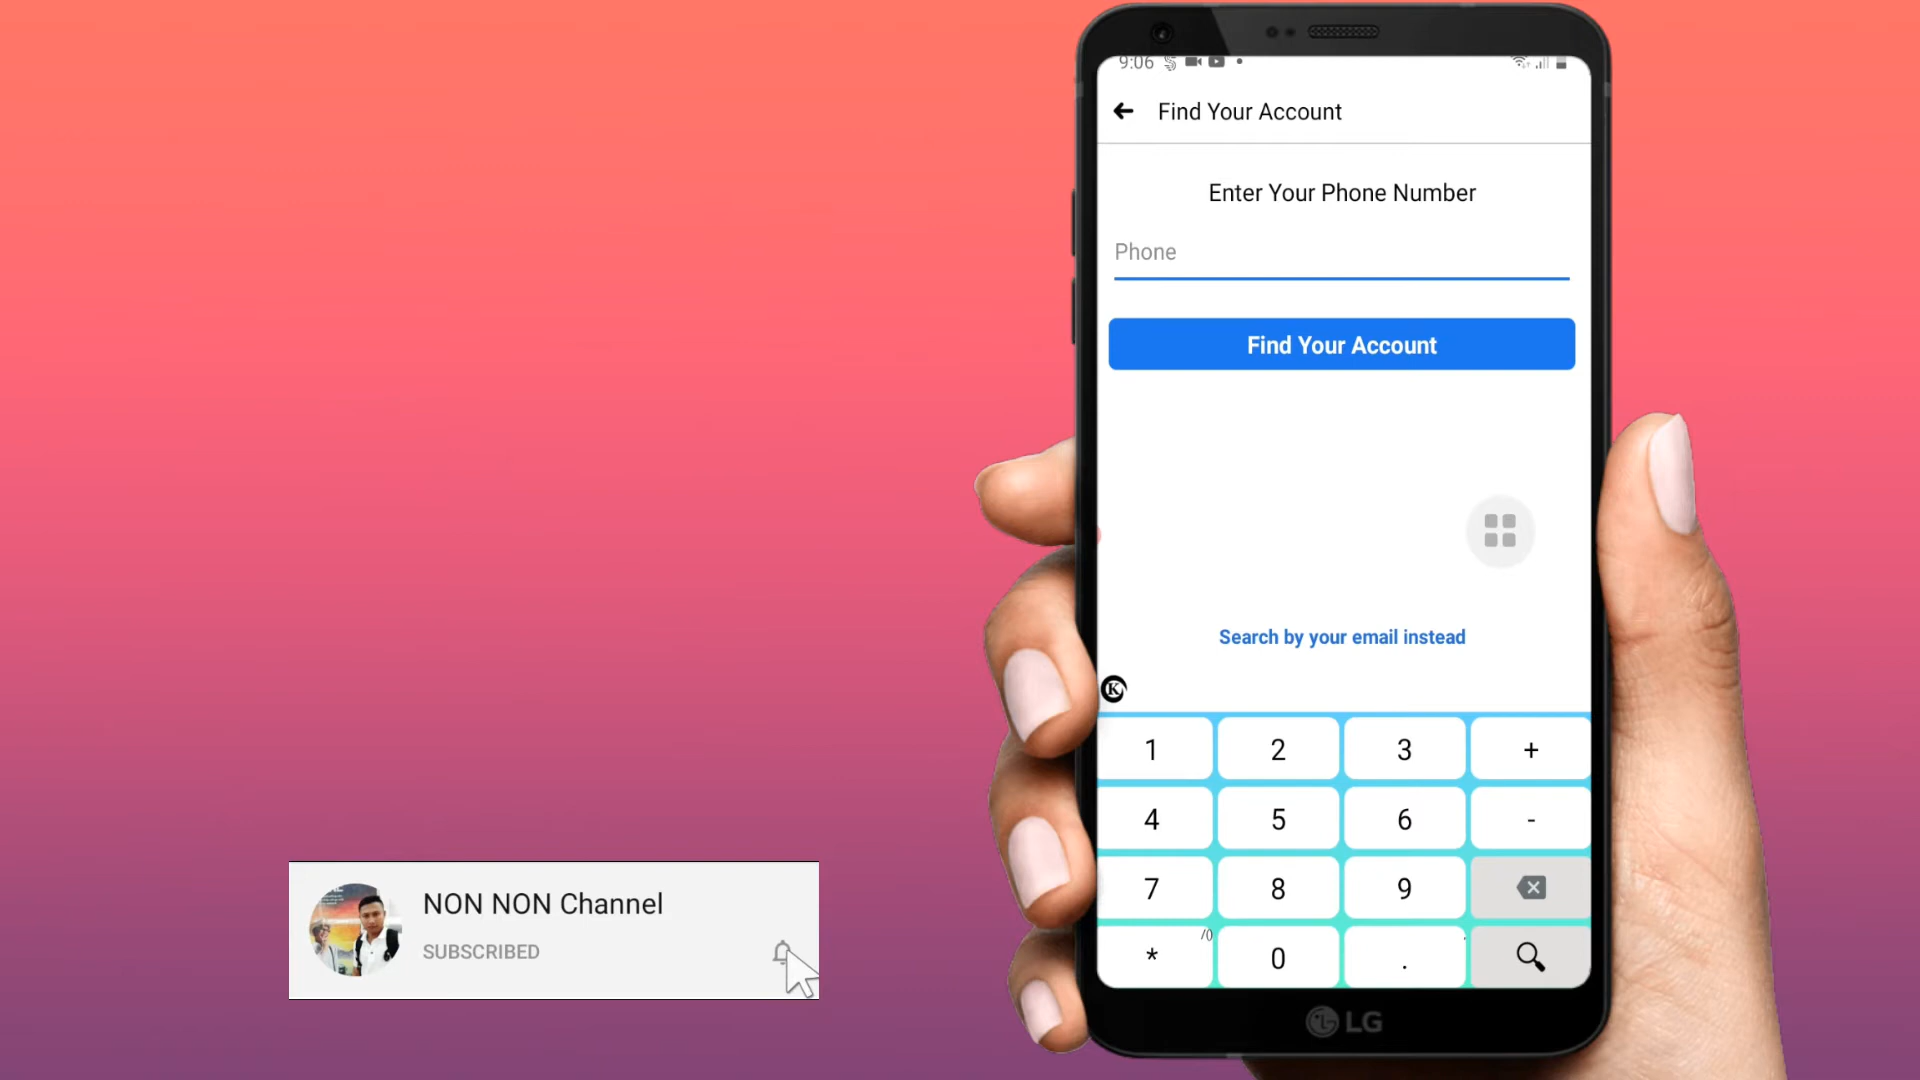 9:06
Find Your Account
Enter Your Phone Number
Phone
Find Your Account
Search by your email instead
K
1 2 3 +
4 5 6 -
7 8 9
* /0 0 .
LG
NON NON Channel
SUBSCRIBED